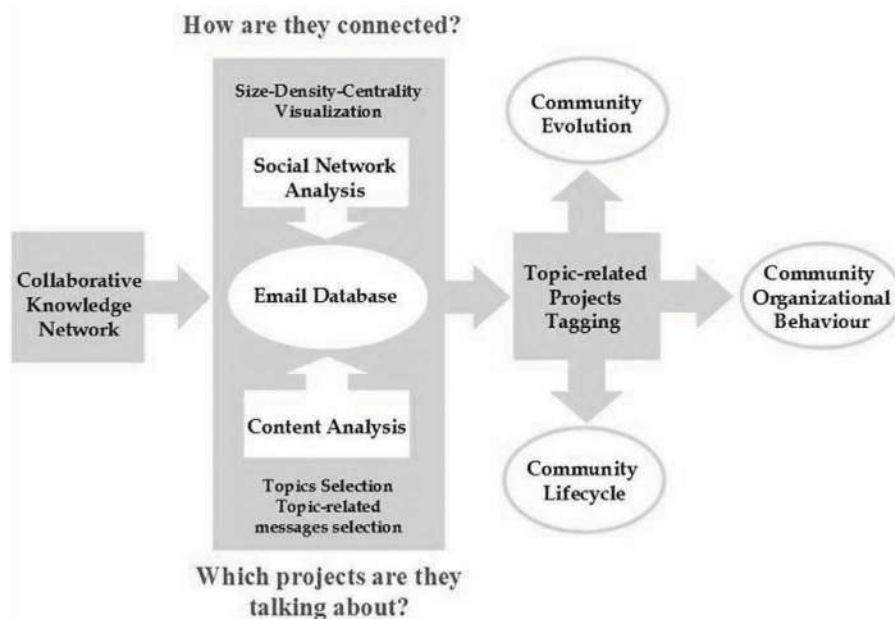 How are they connected?
Size-Density-Centrality
Visualization
Social Network
Analysis
Collaborative
Knowledge
Network
Email Database
Content Analysis
Topics Selection
Topic-related
messages selection
Which projects are they
talking about?
Community
Evolution
Topic-related
Projects
Tagging
Community
Organizational
Behaviour
Community
Lifecycle